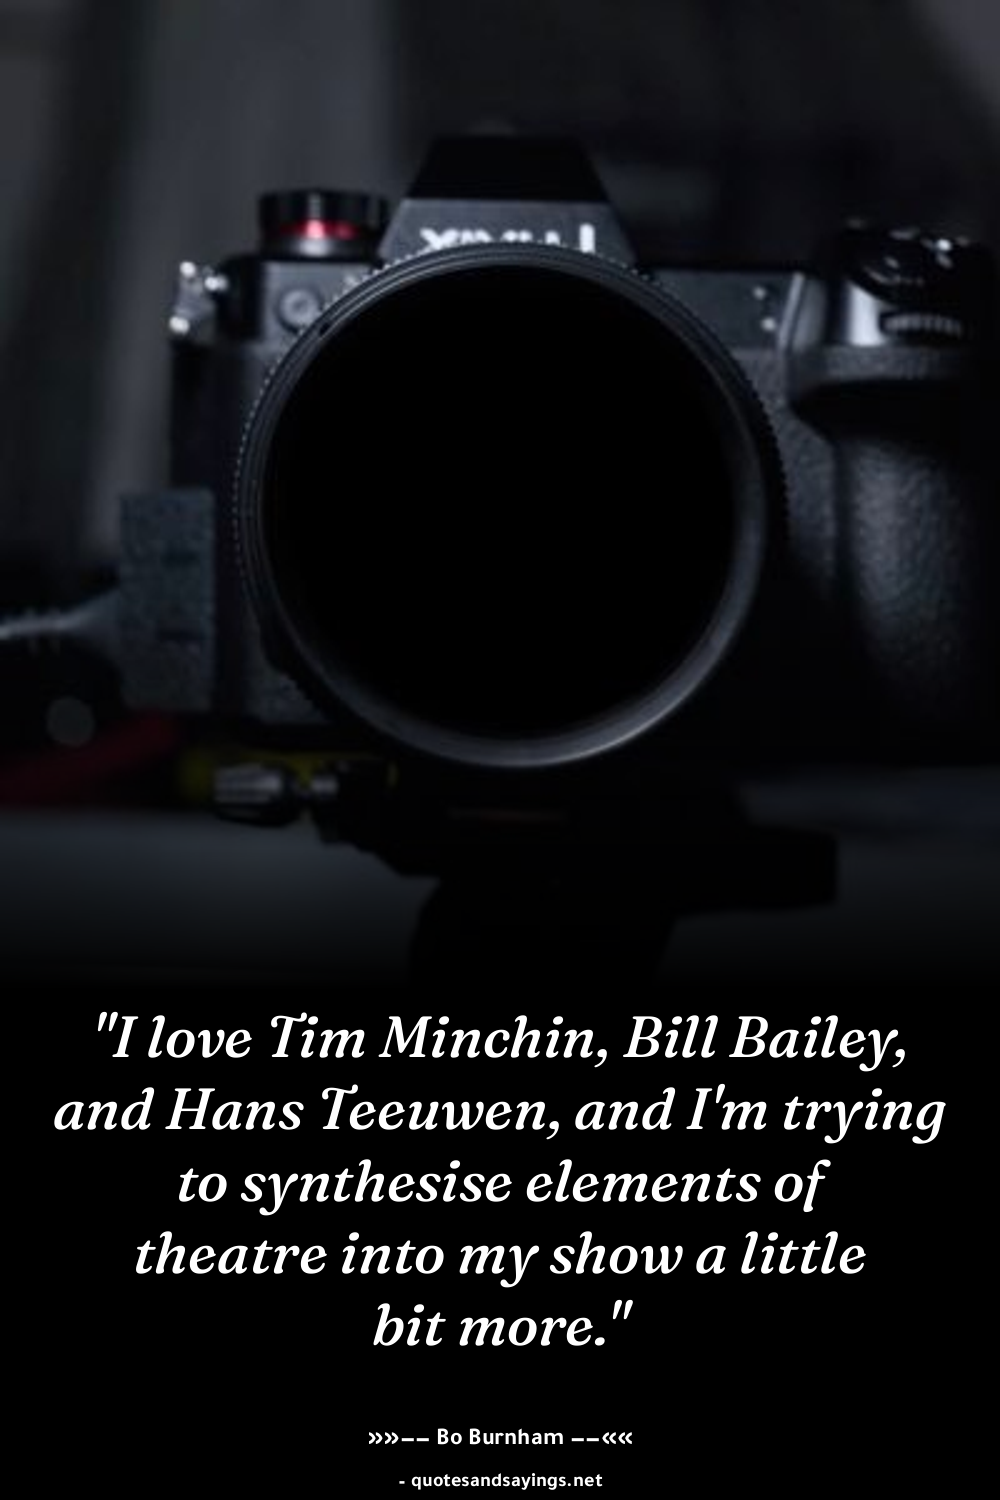 "I love Tim Minchin, Bill Bailey,
and Hans Teeuwen, and I'm trying
to synthesise elements of
theatre into my show a little
bit more."
»»−− Bo Burnham −−««
- quotesandsayings.net